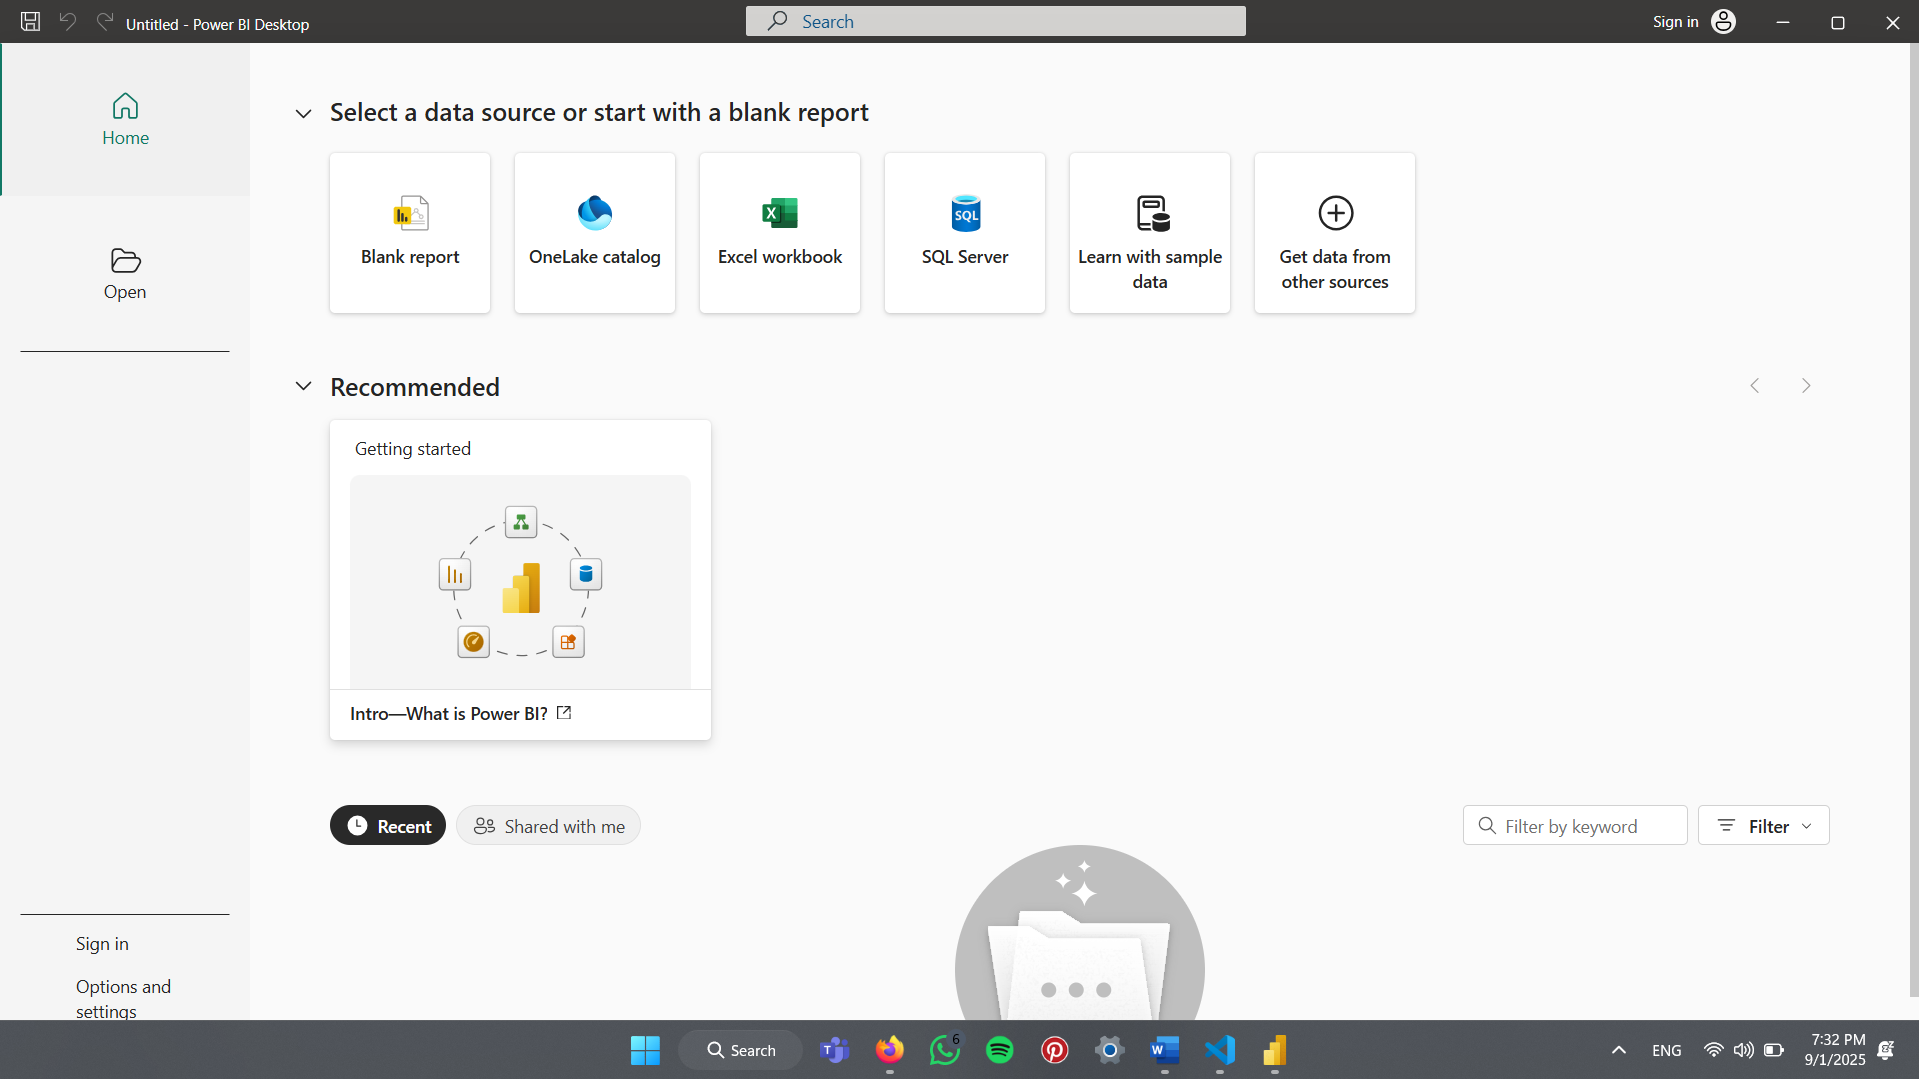 Untitled - Power BI Desktop
Search
Sign in
Home
Open
Select a data source or start with a blank report
Blank report
OneLake catalog
Excel workbook
SQL
SQL Server
Learn with sample
data
Get data from
other sources
Recommended
Getting started
Intro—What is Power BI?
Recent
Shared with me
Filter by keyword
Filter
Sign in
Options and
settings
Search
6
ENG
7:32 PM
9/1/2025